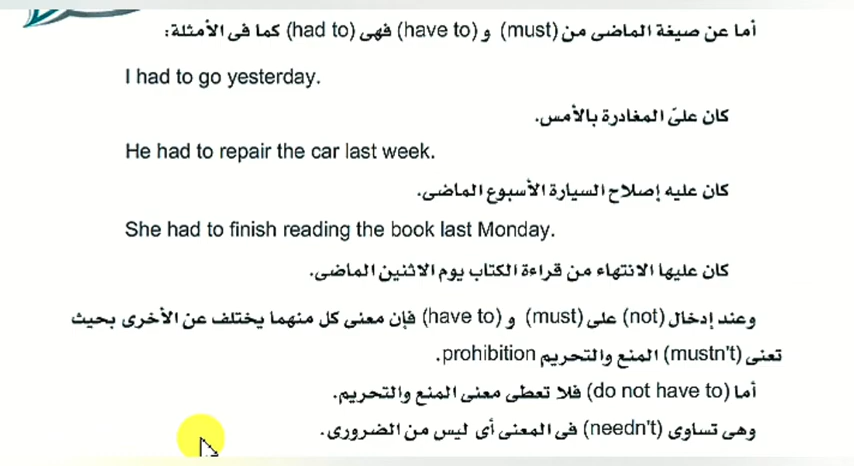 أما عن صيغة الماضى من (must) و (have to) فهى (had to) كما فى الأمثلة:
I had to go yesterday.
كان علىّ المغادرة بالأمس.
He had to repair the car last week.
كان عليه إصلاح السيارة الأسبوع الماضى.
She had to finish reading the book last Monday.
كان عليها الانتهاء من قراءة الكتاب يوم الاثنين الماضى.
وعند إدخال (not) على (must) و (have to) فإن معنى كل منهما يختلف عن الأخرى بحيث
تعنى (mustn't) المنع والتحريم prohibition.
أما (do not have to) فلا تعطى معنى المنع والتحريم.
وهى تساوى (needn't) فى المعنى أى ليس من الضرورى.